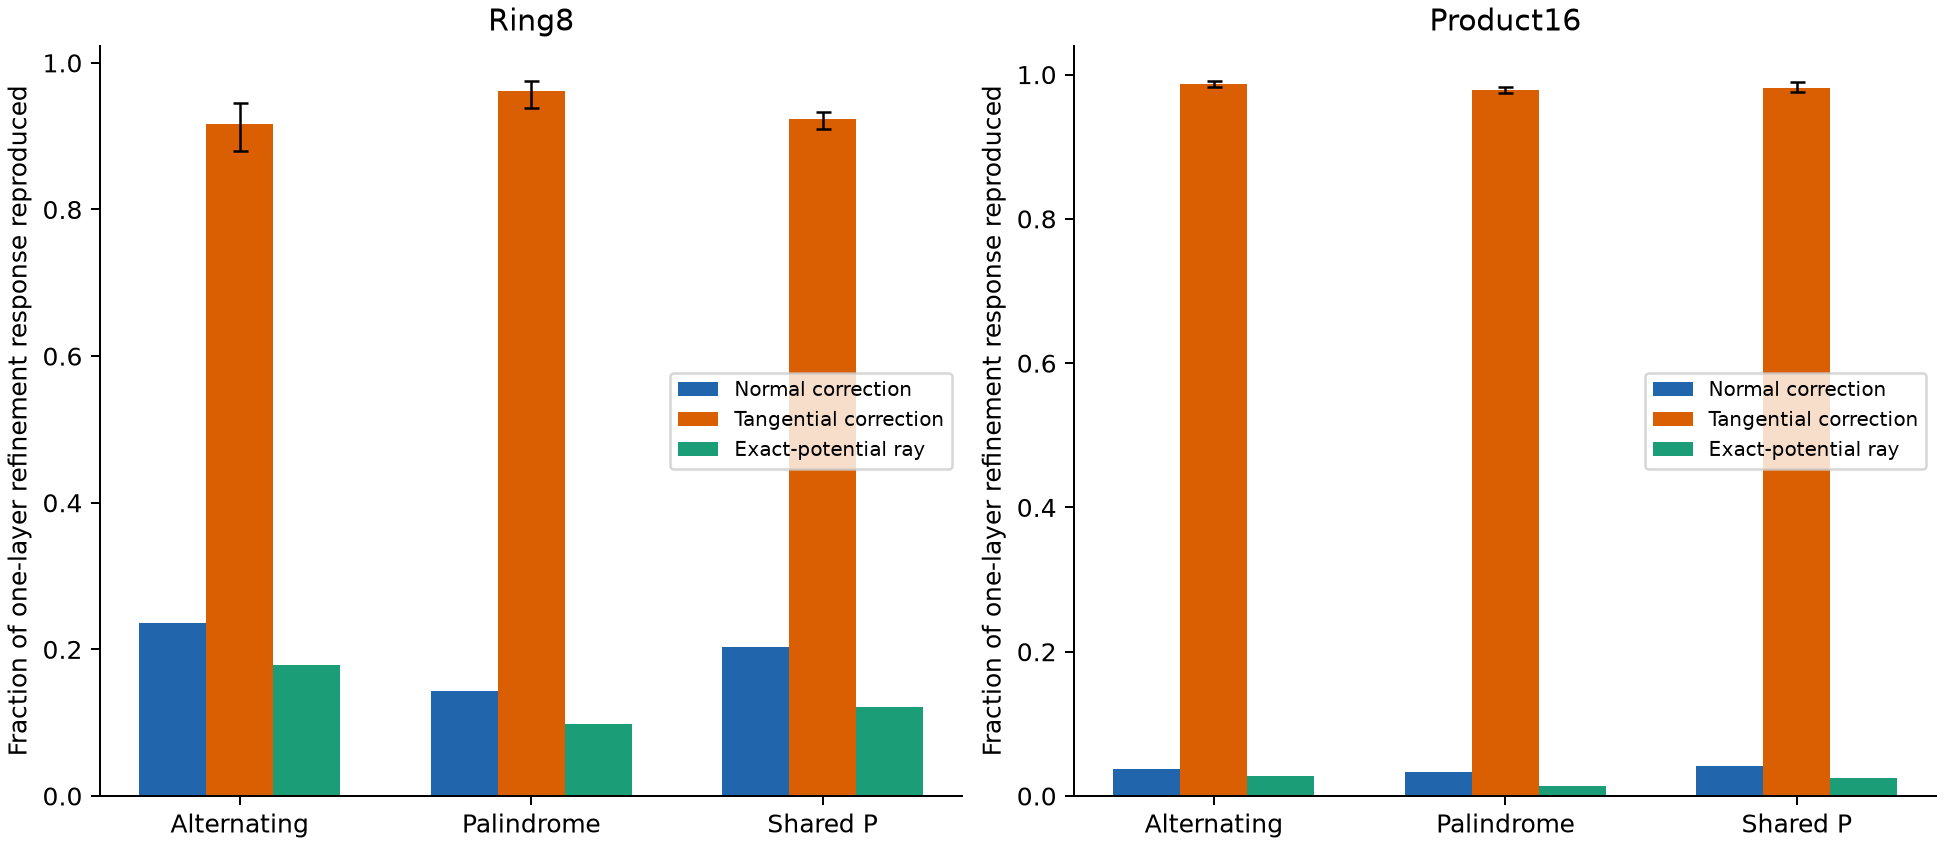 Ring8
Fraction of one-layer refinement response reproduced
1.0
0.8
0.6
0.4
0.2
0.0
Normal correction
Tangential correction
Exact-potential ray
Alternating
Palindrome
Shared P
Product16
Fraction of one-layer refinement response reproduced
1.0
0.8
0.6
0.4
0.2
0.0
Normal correction
Tangential correction
Exact-potential ray
Alternating
Palindrome
Shared P